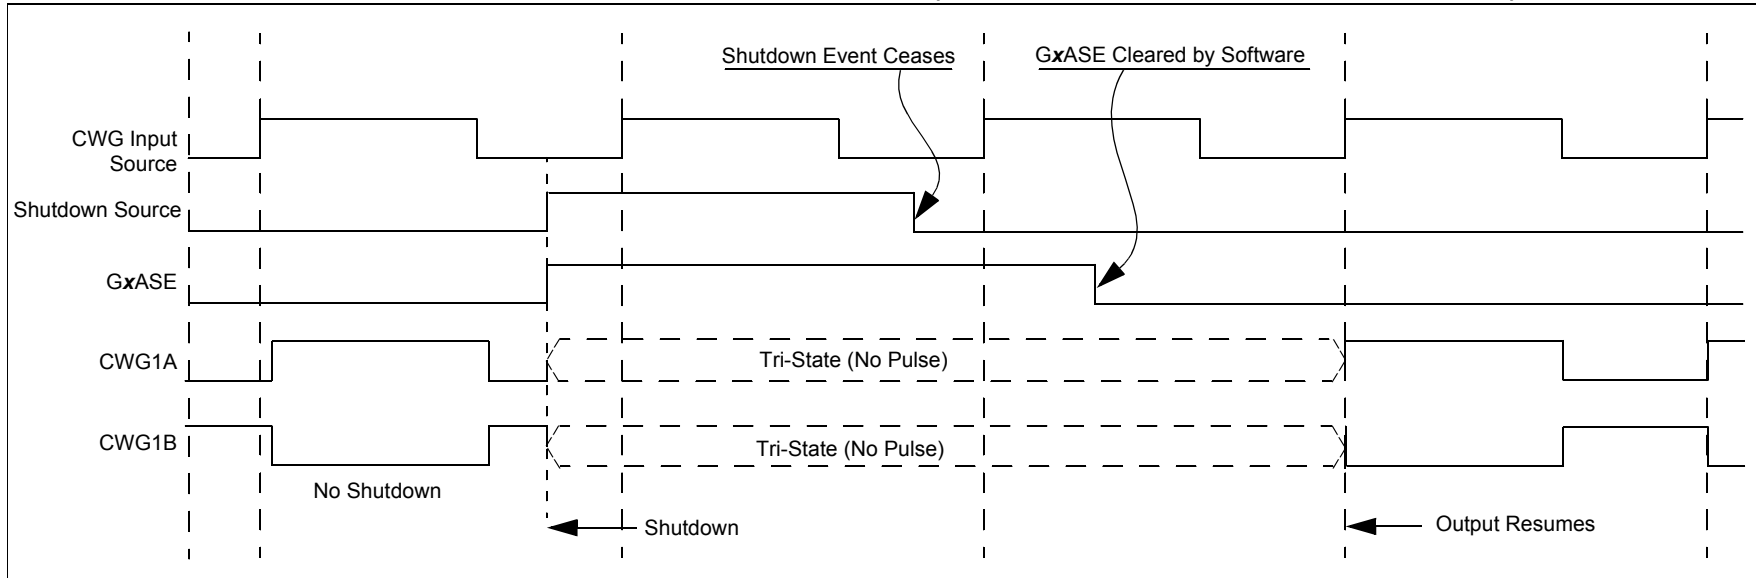 Shutdown Event Ceases
GxASE Cleared by Software
CWG Input
Source
Shutdown Source
GxASE
CWG1A
Tri-State (No Pulse)
CWG1B
Tri-State (No Pulse)
No Shutdown
Shutdown
Output Resumes